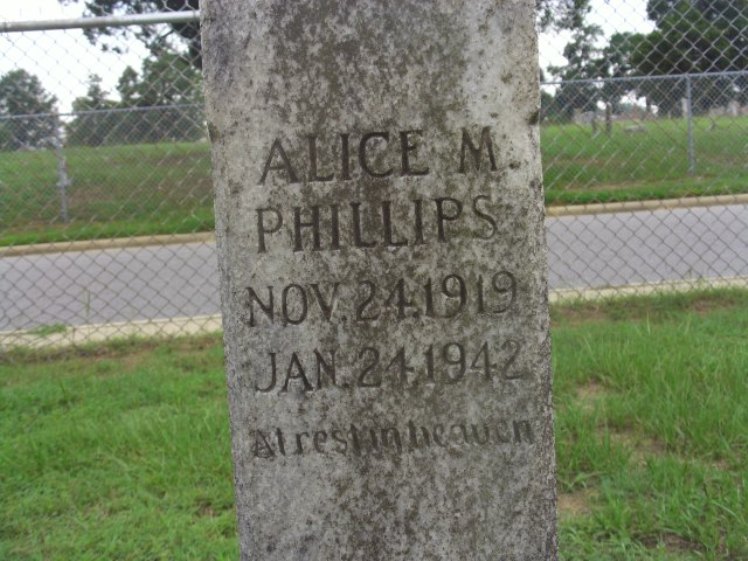 ALICE M.
PHILLIPS
NOV. 24, 1919
JAN. 24, 1942
At rest in heaven